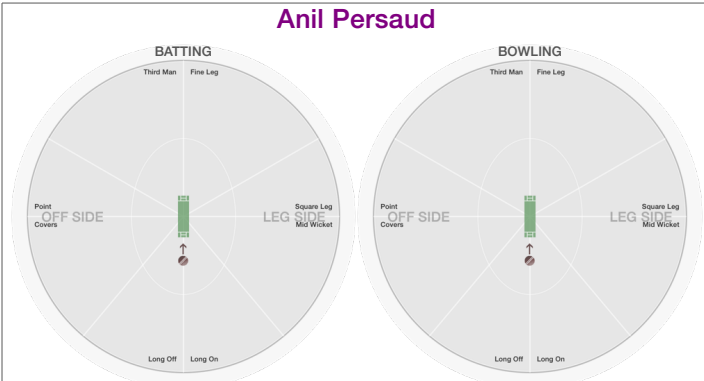 Anil Persaud
BATTING
BOWLING
Third Man Fine Leg
Third Man Fine Leg
Point
Square Leg
OFF SIDE
LEG SIDE
Covers
Mid Wicket
Point
Square Leg
OFF SIDE
LEG SIDE
Covers
Mid Wicket
Long Off Long On
Long Off Long On